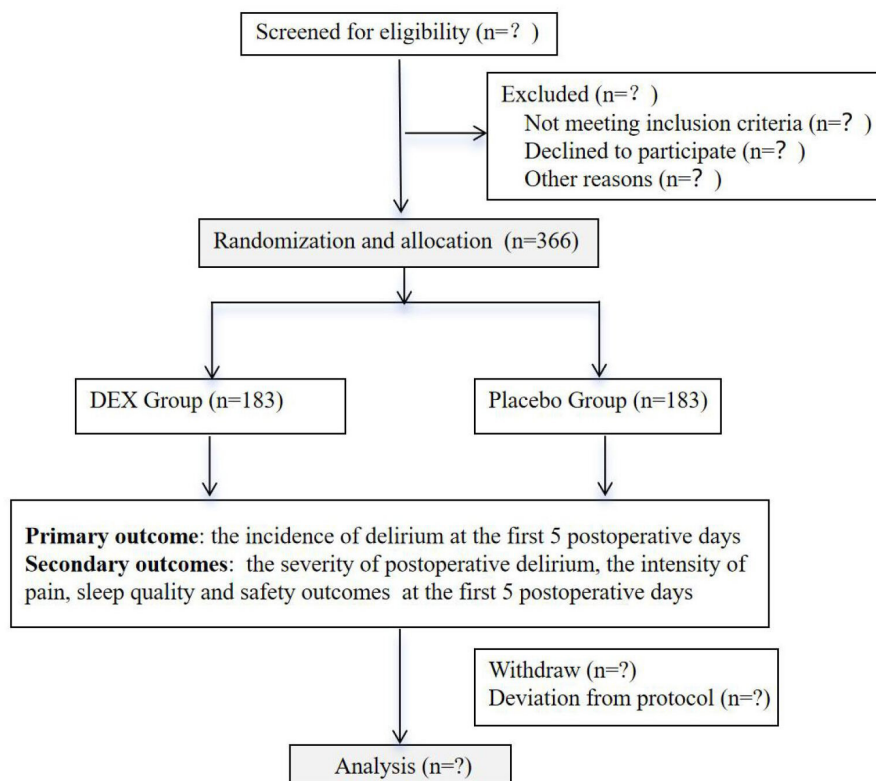 Screened for eligibility (n=? )
Excluded (n=? )
Not meeting inclusion criteria (n=? )
Declined to participate (n=? )
Other reasons (n=? )
Randomization and allocation (n=366)
DEX Group (n=183)
Placebo Group (n=183)
Primary outcome: the incidence of delirium at the first 5 postoperative days
Secondary outcomes: the severity of postoperative delirium, the intensity of
pain, sleep quality and safety outcomes at the first 5 postoperative days
Withdraw (n=?)
Deviation from protocol (n=?)
Analysis (n=?)